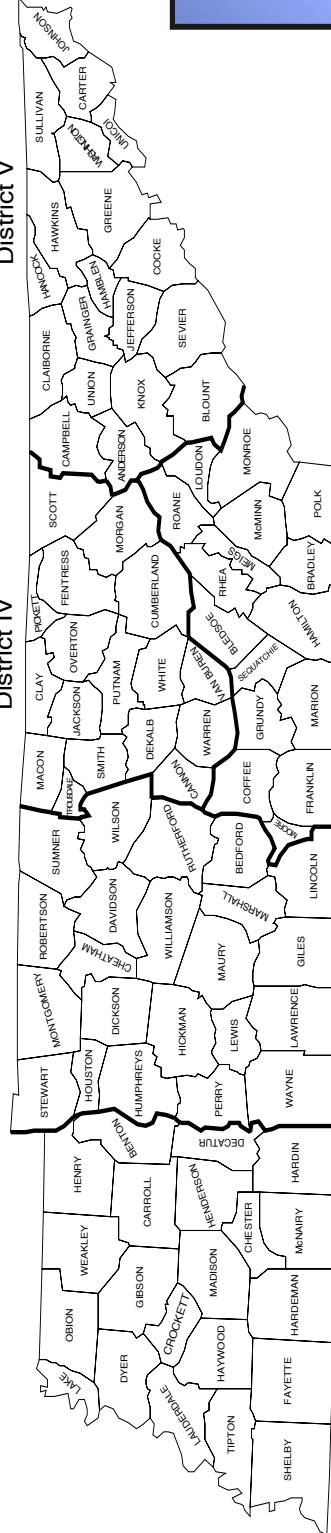 District IV
District V
LAKE
OBION
WEAKLEY
HENRY
STEWART
MONTGOMERY
ROBERTSON
SUMNER
MACON
TROUSDALE
CLAY
PICKETT
SCOTT
CAMPBELL
CLAIBORNE
HANCOCK
HAWKINS
SULLIVAN
JOHNSON
CARTER
WASHINGTON
UNICOI
DYER
GIBSON
CARROLL
BENTON
HOUSTON
HUMPHREYS
DICKSON
CHEATHAM
DAVIDSON
WILSON
SMITH
JACKSON
OVERTON
FENTRESS
PUTNAM
MORGAN
ANDERSON
UNION
GRAINGER
HAMBLEN
GREENE
KNOX
JEFFERSON
COCKE
LAUDERDALE
CROCKETT
HAYWOOD
MADISON
HENDERSON
DECATUR
PERRY
HICKMAN
LEWIS
WILLIAMSON
MAURY
RUTHERFORD
MARSHALL
BEDFORD
CANNON
DEKALB
WARREN
WHITE
VAN BUREN
CUMBERLAND
BLEDSOE
RHEA
ROANE
MEIGS
LOUDON
BLOUNT
SEVIER
MONROE
McMINN
TIPTON
SHELBY
FAYETTE
HARDEMAN
CHESTER
McNAIRY
HARDIN
WAYNE
LAWRENCE
GILES
LINCOLN
MOORE
COFFEE
FRANKLIN
GRUNDY
SEQUATCHIE
MARION
HAMILTON
BRADLEY
POLK